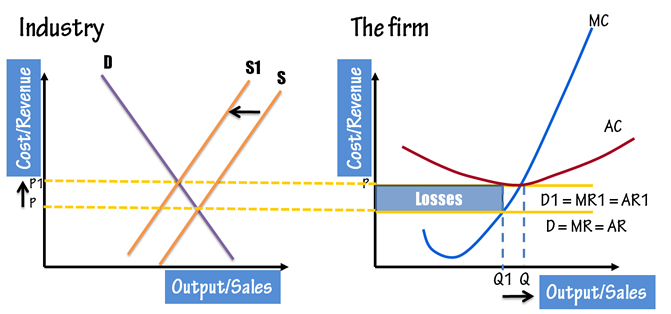 Industry
Cost/Revenue
D
S1
S
P1
P
Output/Sales
The firm
Cost/Revenue
MC
AC
P
Losses
D1 = MR1 = AR1
D = MR = AR
Q1
Q
Output/Sales